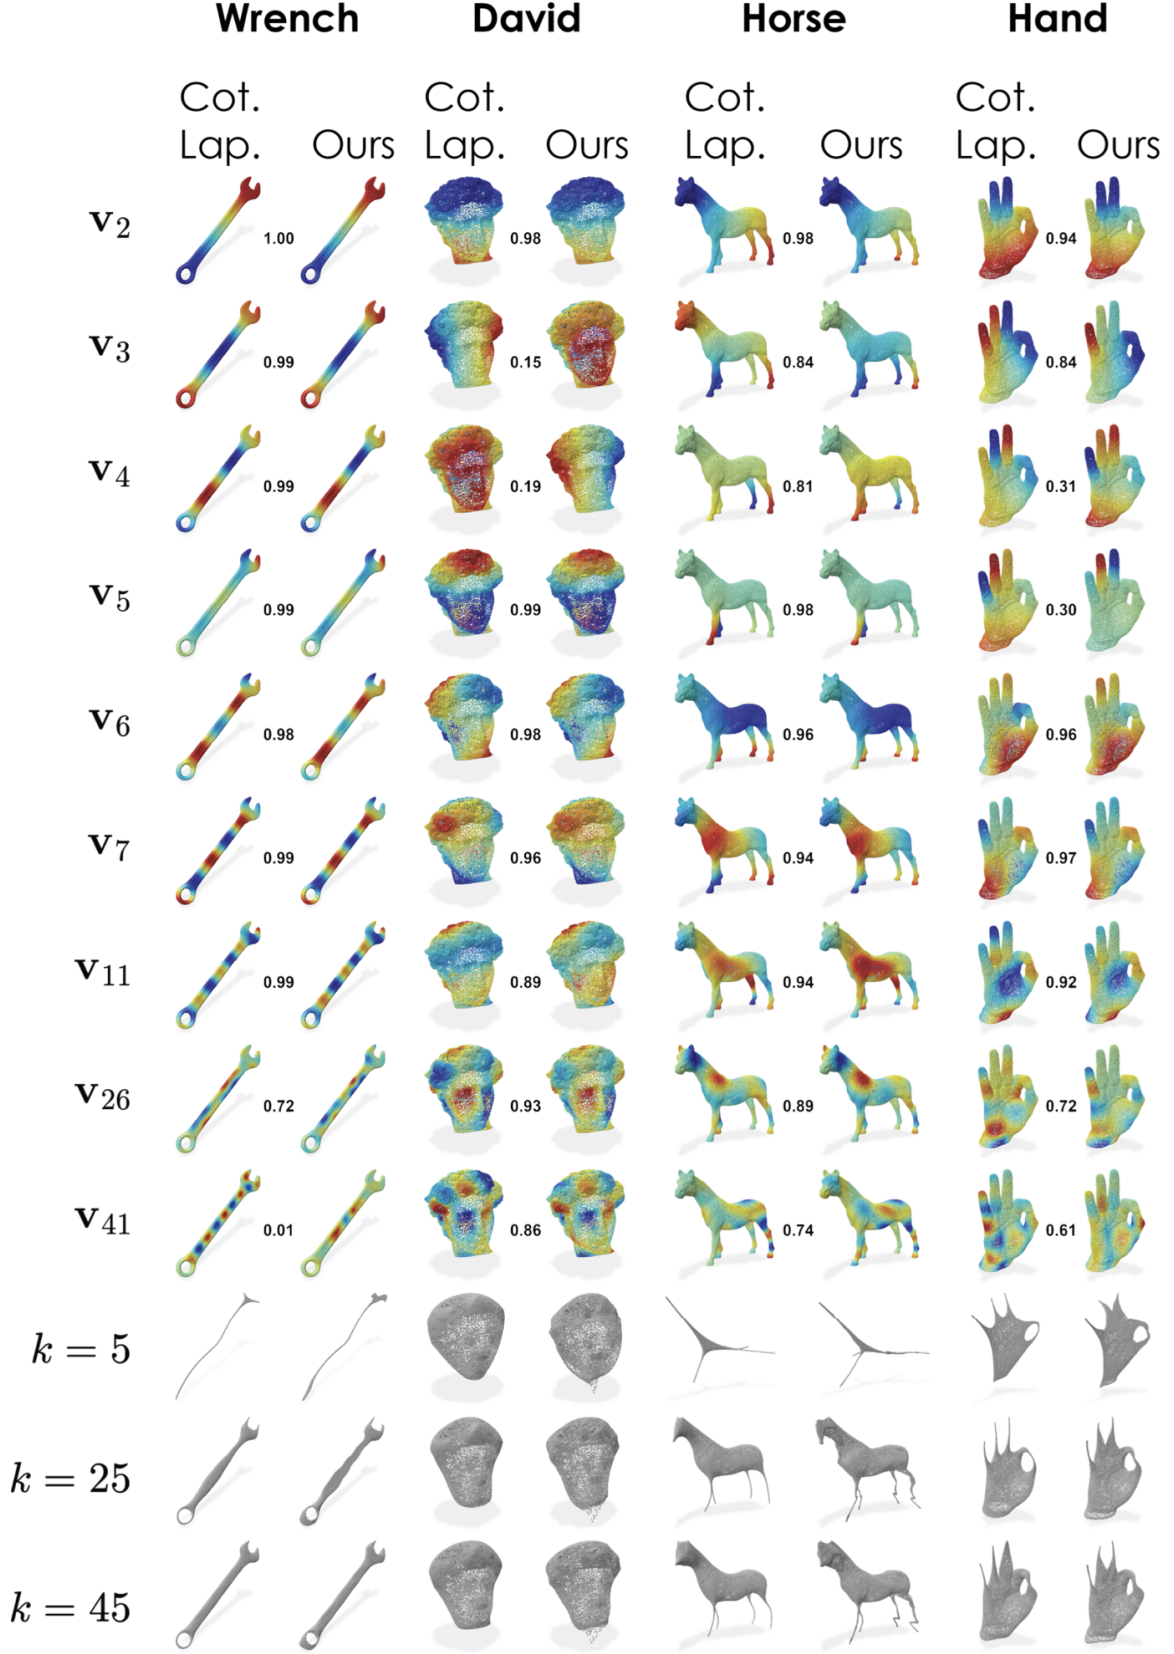 Wrench David Horse Hand
Cot. Cot. Cot. Cot.
Lap. Ours Lap. Ours Lap. Ours Lap. Ours
v₂ 1.00 0.98 0.98 0.94
v₃ 0.99 0.15 0.84 0.84
v₄ 0.99 0.19 0.81 0.31
v₅ 0.99 0.99 0.98 0.30
v₆ 0.98 0.98 0.96 0.96
v₇ 0.99 0.96 0.94 0.97
v₁₁ 0.99 0.89 0.94 0.92
v₂₆ 0.72 0.93 0.89 0.72
v₄₁ 0.01 0.86 0.74 0.61
k = 5
k = 25
k = 45